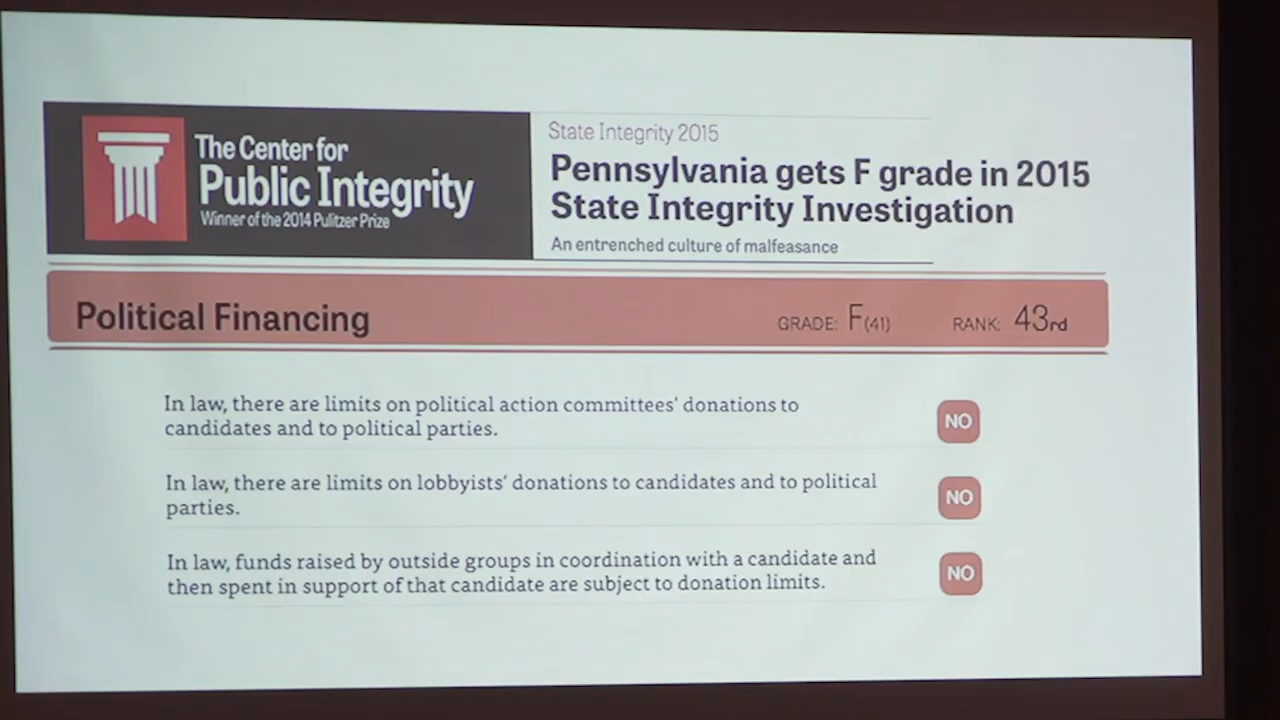 The Center for
Public Integrity
Winner of the 2014 Pulitzer Prize
State Integrity 2015
Pennsylvania gets F grade in 2015
State Integrity Investigation
An entrenched culture of malfeasance
Political Financing
GRADE: F(41)
RANK: 43rd
In law, there are limits on political action committees' donations to
candidates and to political parties.
NO
In law, there are limits on lobbyists' donations to candidates and to political
parties.
NO
In law, funds raised by outside groups in coordination with a candidate and
then spent in support of that candidate are subject to donation limits.
NO